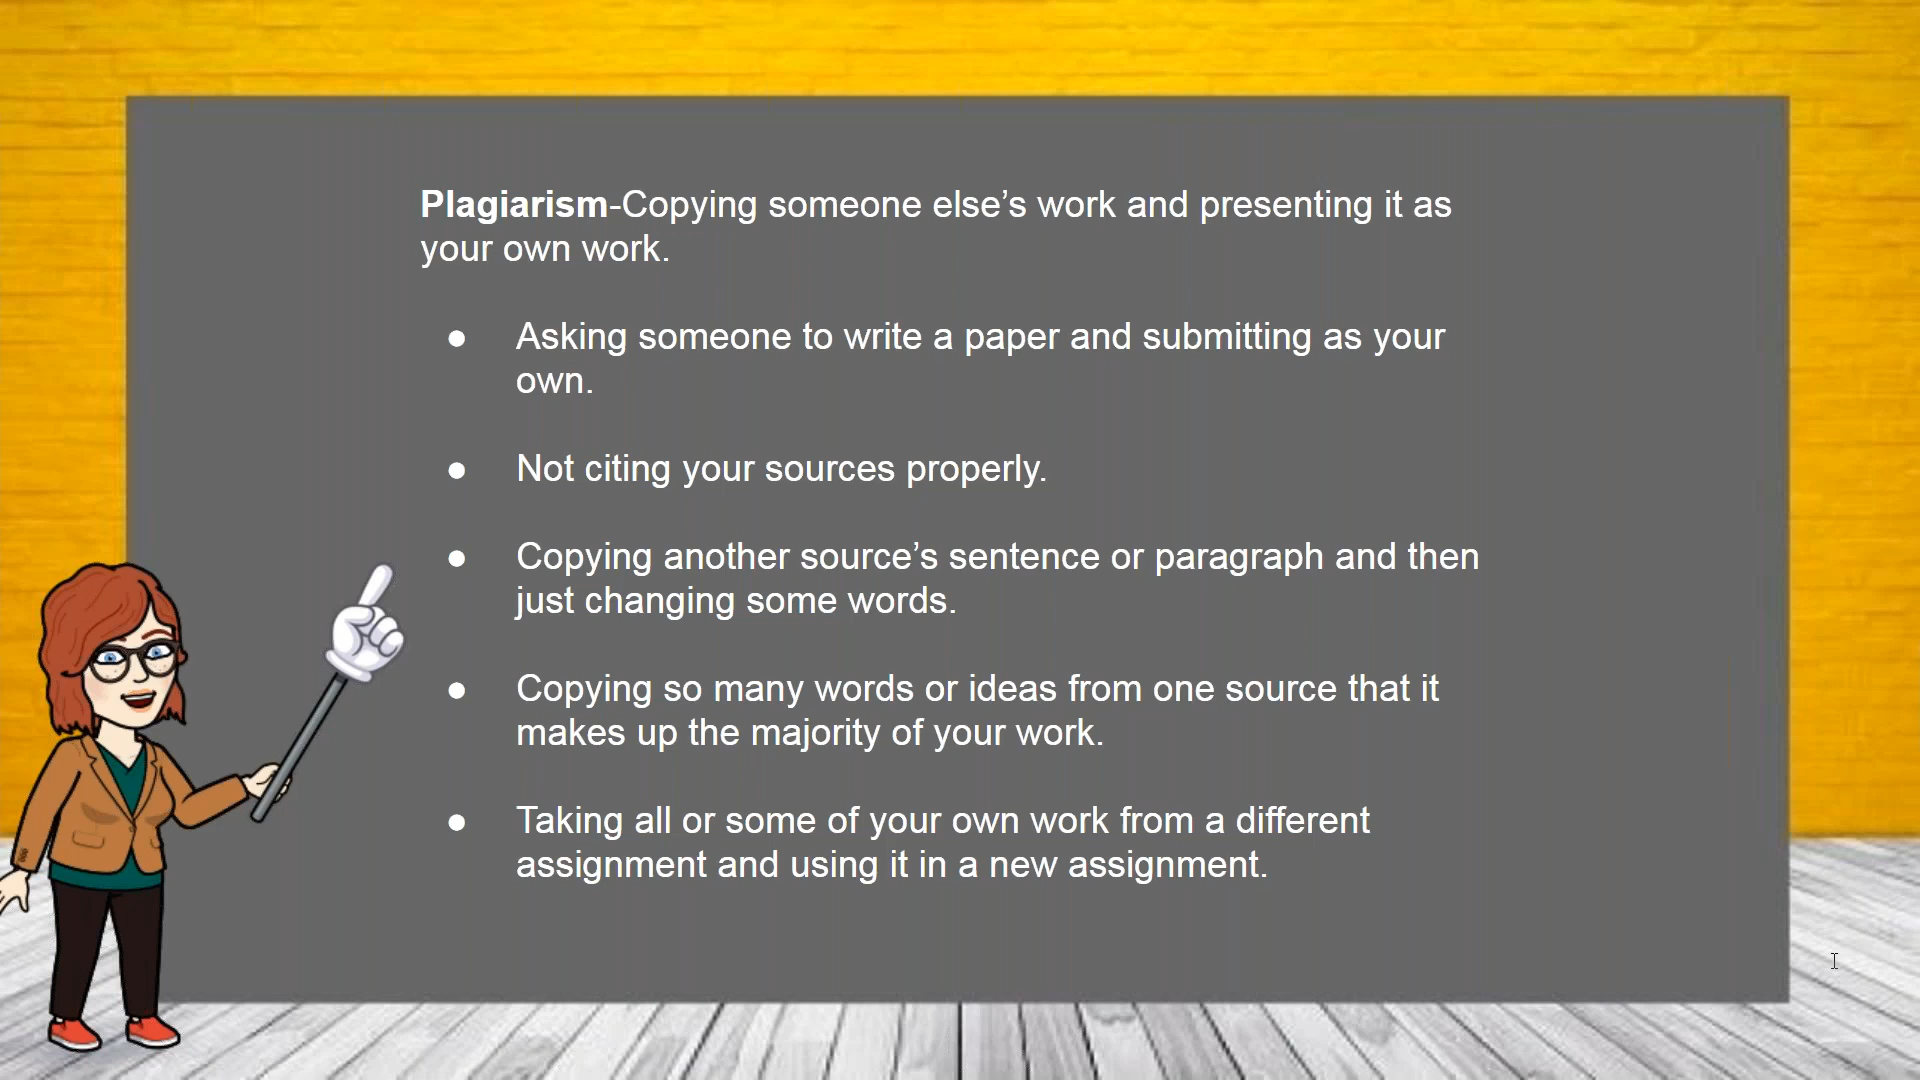 Plagiarism-Copying someone else’s work and presenting it as
your own work.
● Asking someone to write a paper and submitting as your
own.
● Not citing your sources properly.
● Copying another source’s sentence or paragraph and then
just changing some words.
● Copying so many words or ideas from one source that it
makes up the majority of your work.
● Taking all or some of your own work from a different
assignment and using it in a new assignment.